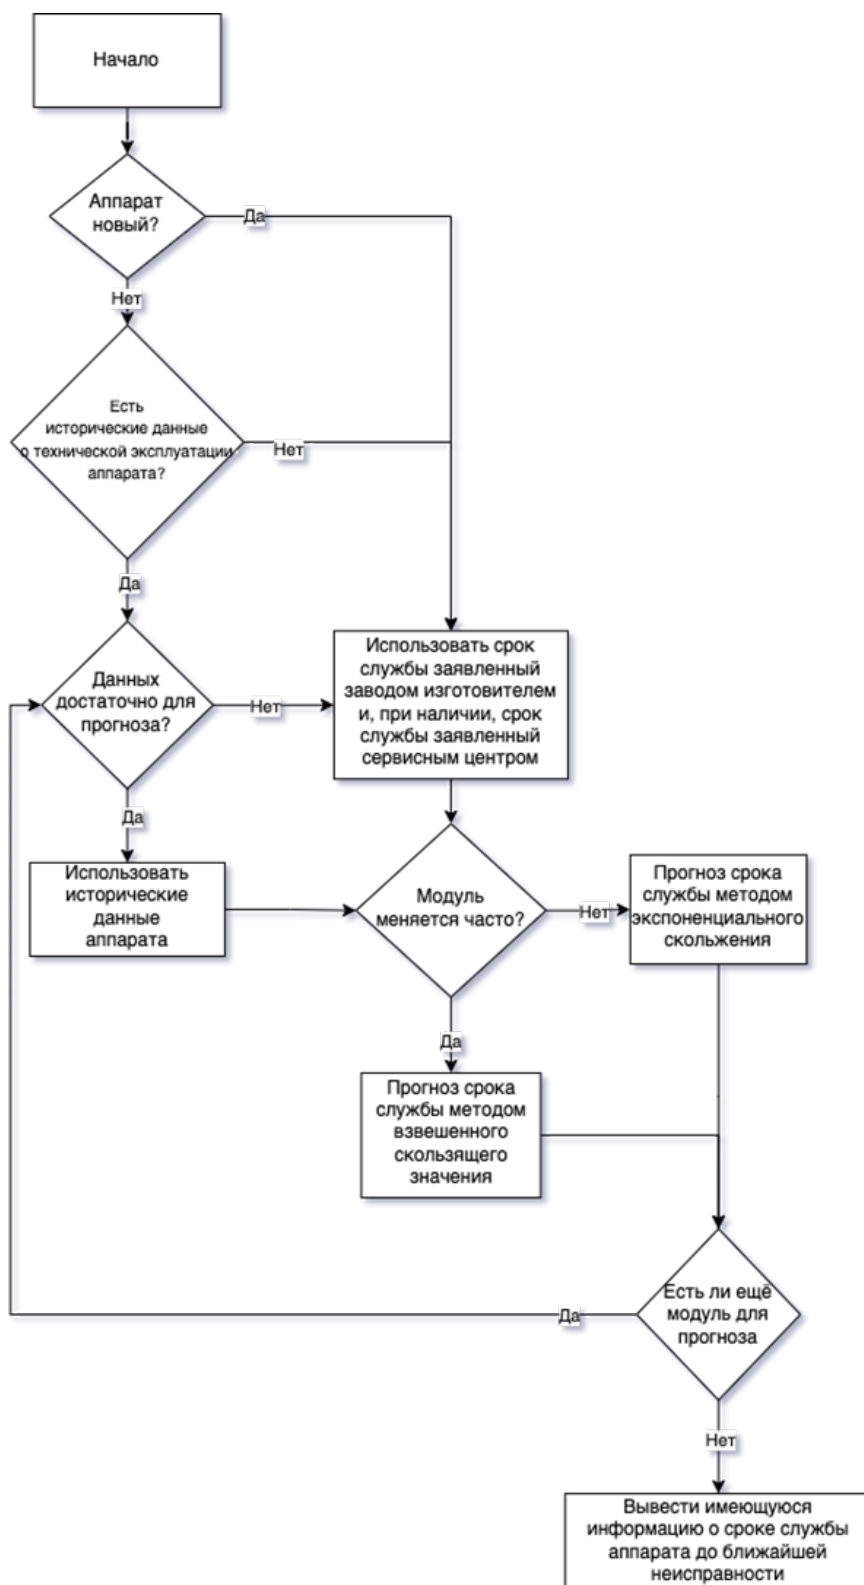 Начало
Аппарат
новый?
Да
Нет
Есть
исторические данные
о технической эксплуатации
аппарата?
Нет
Да
Данных
достаточно для
прогноза?
Нет
Использовать срок
службы заявленный
заводом изготовителем
и, при наличии, срок
службы заявленный
сервисным центром
Да
Использовать
исторические
данные
аппарата
Модуль
меняется часто?
Нет
Прогноз срока
службы методом
экспоненциального
скольжения
Да
Прогноз срока
службы методом
взвешенного
скользящего
значения
Есть ли ещё
модуль для
прогноза
Да
Нет
Вывести имеющуюся
информацию о сроке службы
аппарата до ближайшей
неисправности